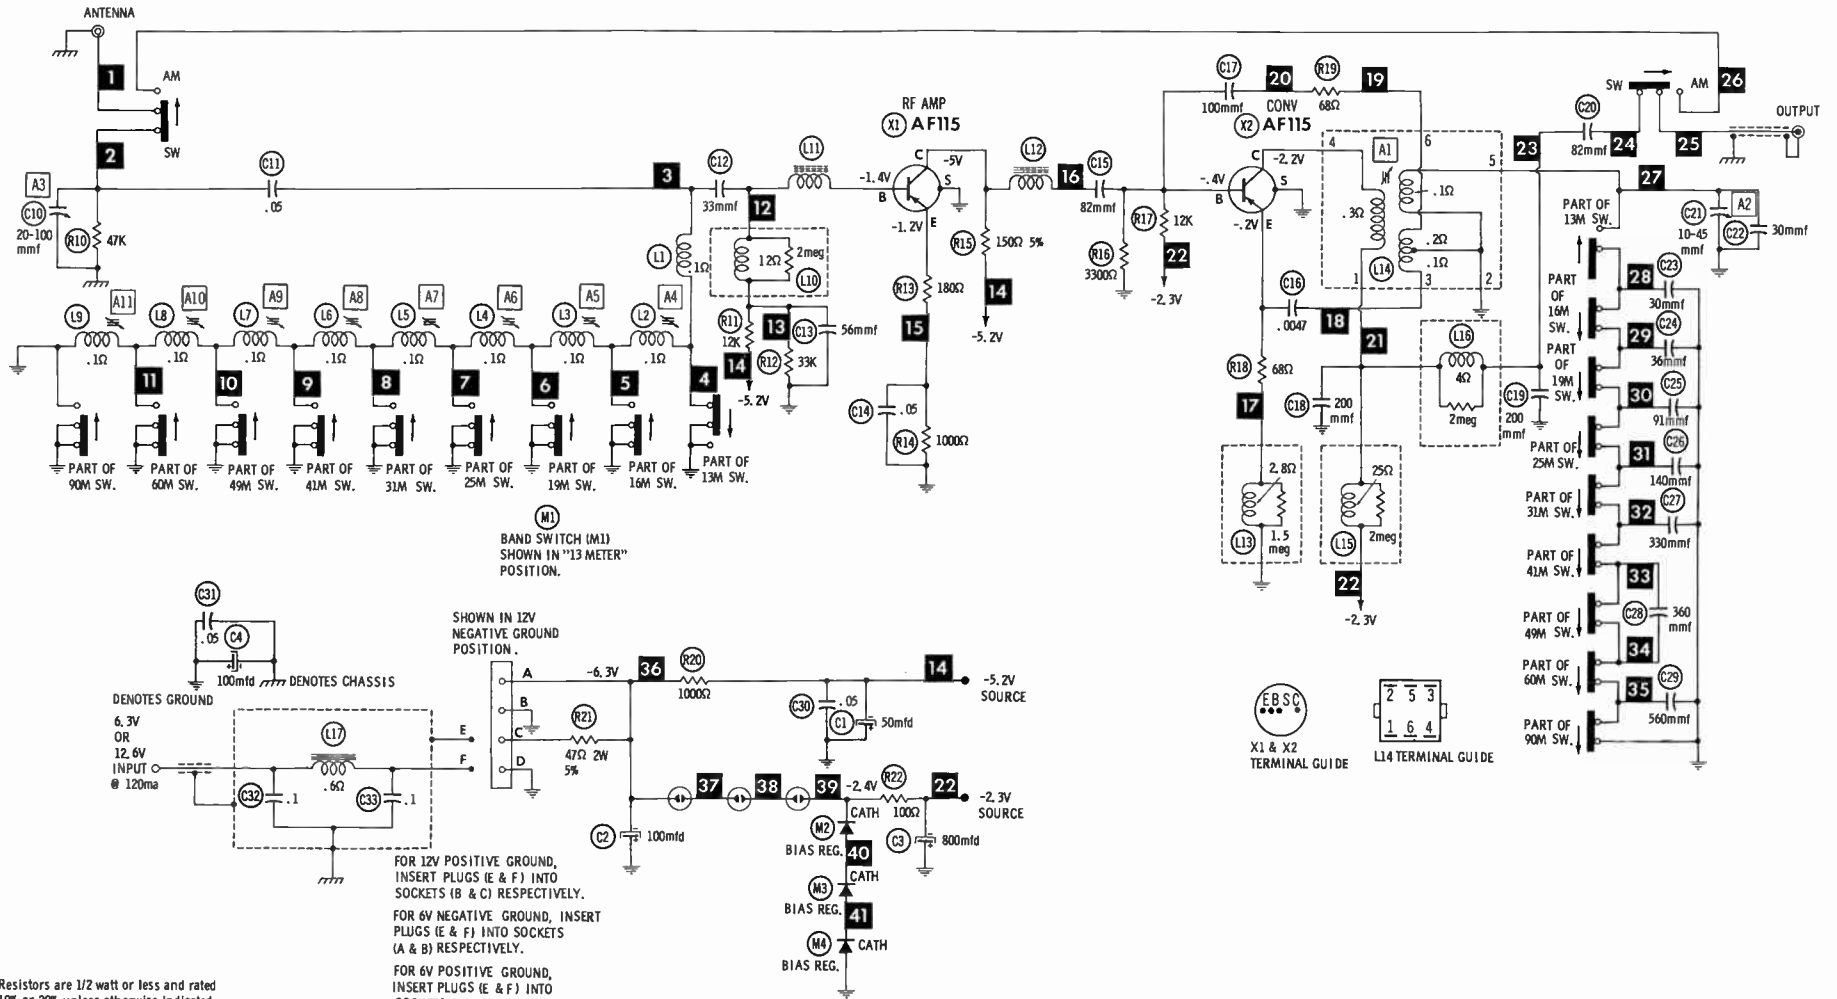 ANTENNA
1
AM
SW
2
A3
C10
20-100
mmf
R10
47K
C11
.05
3
C12
33mmf
12
L11
RF AMP
X1 AF115
C
-5V
-1.4V
B
S
E
-1.2V
L12
16
C15
82mmf
R15
150Ω 5%
14
-5.2V
R16
3300Ω
R17
12K
22
-2.3V
C17
100mmf
20
R19
68Ω
19
CONV
X2 AF115
C
-2.2V
-.4V
B
S
E
-.2V
4
A1
6
5
.3Ω
.1Ω
.2Ω
.1Ω
1
L14
3
2
C16
.0047
18
21
23
C20
82mmf
SW
AM
24
25
26
OUTPUT
27
PART OF
13M SW.
C21
10-45
mmf
A2
C22
30mmf
L1
1Ω
12Ω
2meg
L10
R11
12K
13
C13
56mmf
R12
33K
14
-5.2V
R13
180Ω
15
C14
.05
R14
1000Ω
A11
A10
A9
A8
A7
A6
A5
A4
L9
L8
L7
L6
L5
L4
L3
L2
.1Ω
.1Ω
.1Ω
.1Ω
.1Ω
.1Ω
.1Ω
.1Ω
11
10
9
8
7
6
5
4
PART OF
90M SW.
PART OF
60M SW.
PART OF
49M SW.
PART OF
41M SW.
PART OF
31M SW.
PART OF
25M SW.
PART OF
19M SW.
PART OF
16M SW.
PART OF
13M SW.
M1
BAND SWITCH (M1)
SHOWN IN "13 METER"
POSITION.
R18
68Ω
17
C18
200
mmf
L16
4Ω
2meg
C19
200
mmf
2.8Ω
L13
1.5
meg
25Ω
L15
2meg
22
-2.3V
PART
OF
16M
SW.
PART
OF
19M
SW.
PART OF
25M SW.
PART OF
31M SW.
PART OF
41M SW.
PART OF
49M SW.
PART OF
60M SW.
PART OF
90M SW.
28
C23
30mmf
29
C24
36mmf
30
C25
91mmf
31
C26
140mmf
32
C27
330mmf
33
C28
360
mmf
34
35
C29
560mmf
C31
.05
C4
100mfd
DENOTES CHASSIS
DENOTES GROUND
6.3V
OR
12.6V
INPUT
@ 120ma
L17
.6Ω
C32
.1
C33
.1
E
F
SHOWN IN 12V
NEGATIVE GROUND
POSITION.
A
B
C
D
-6.3V
36
R20
1000Ω
14
-5.2V
SOURCE
C30
.05
C1
50mfd
R21
47Ω 2W
5%
37
38
39
-2.4V
R22
100Ω
22
-2.3V
SOURCE
C2
100mfd
CATH
M2
BIAS REG.
40
CATH
M3
BIAS REG.
41
M4
CATH
BIAS REG.
C3
800mfd
EBSC
X1 & X2
TERMINAL GUIDE
2 5 3
1 6 4
L14 TERMINAL GUIDE
FOR 12V POSITIVE GROUND,
INSERT PLUGS (E & F) INTO
SOCKETS (B & C) RESPECTIVELY.
FOR 6V NEGATIVE GROUND, INSERT
PLUGS (E & F) INTO SOCKETS
(A & B) RESPECTIVELY.
FOR 6V POSITIVE GROUND,
INSERT PLUGS (E & F) INTO
Resistors are 1/2 watt or less and rated